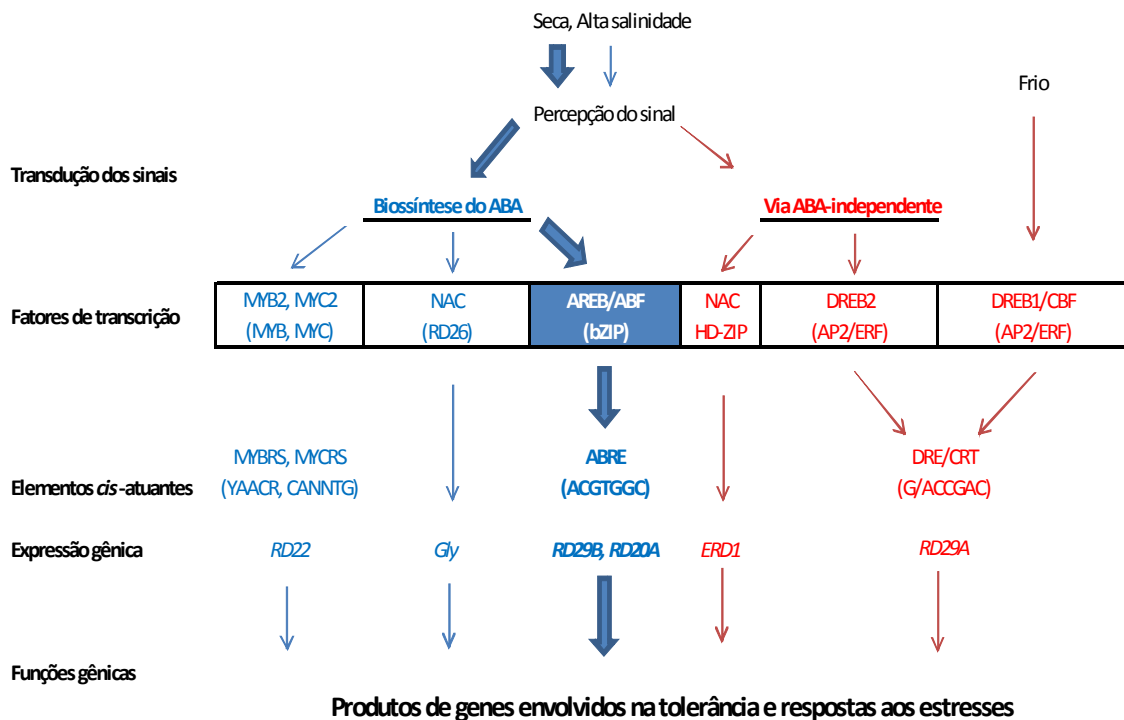 Seca, Alta salinidade
Frio
Percepção do sinal
Transdução dos sinais
Biossíntese do ABA
Via ABA-independente
Fatores de transcrição
MYB2, MYC2
(MYB, MYC)
NAC
(RD26)
AREB/ABF
(bZIP)
NAC
HD-ZIP
DREB2
(AP2/ERF)
DREB1/CBF
(AP2/ERF)
Elementos cis -atuantes
MYBRS, MYCRS
(YAACR, CANNTG)
ABRE
(ACGTGGC)
DRE/CRT
(G/ACCGAC)
Expressão gênica
RD22
Gly
RD29B, RD20A
ERD1
RD29A
Funções gênicas
Produtos de genes envolvidos na tolerância e respostas aos estresses